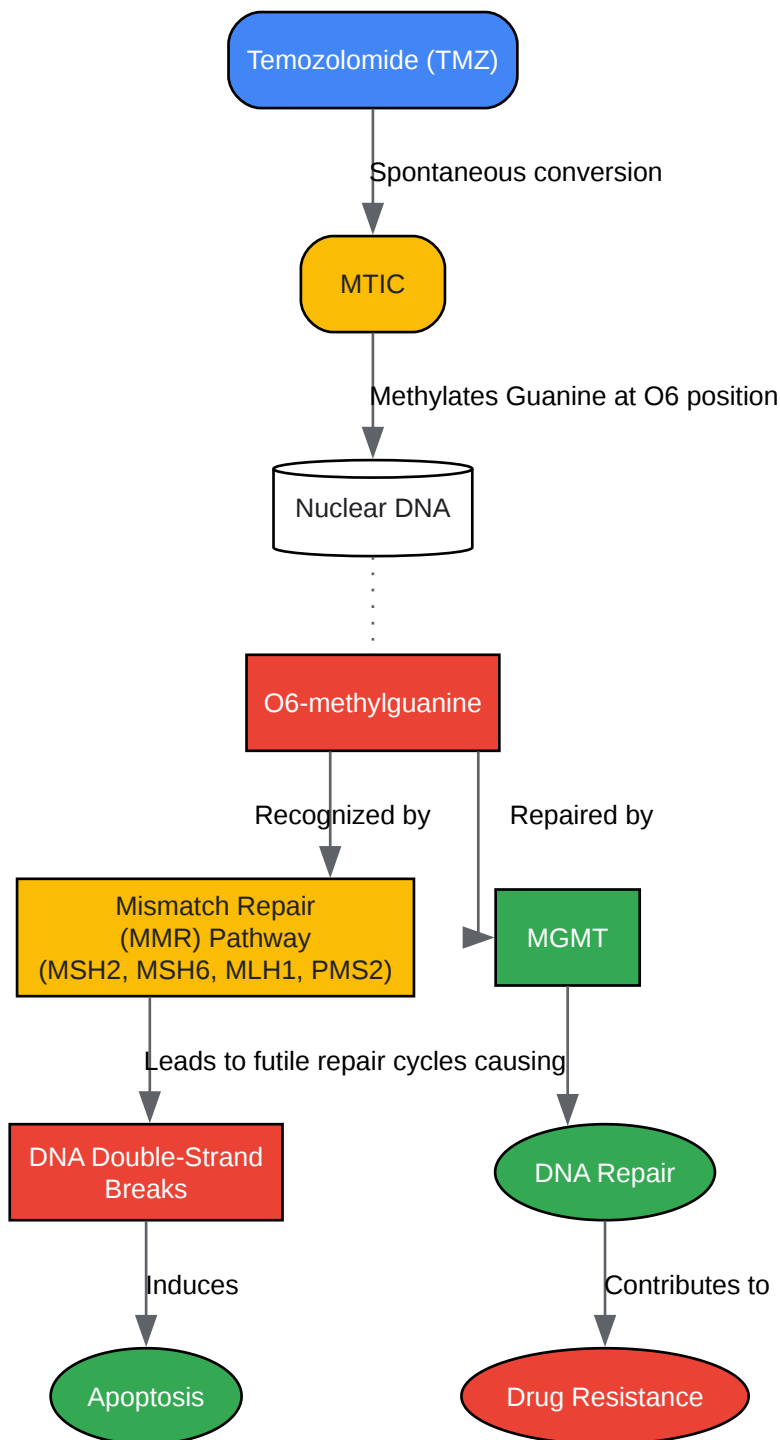 Temozolomide (TMZ)
Spontaneous conversion
MTIC
Methylates Guanine at O6 position
Nuclear DNA
O6-methylguanine
Recognized by
Repaired by
Mismatch Repair
(MMR) Pathway
(MSH2, MSH6, MLH1, PMS2)
MGMT
Leads to futile repair cycles causing
DNA Double-Strand
Breaks
DNA Repair
Induces
Contributes to
Apoptosis
Drug Resistance